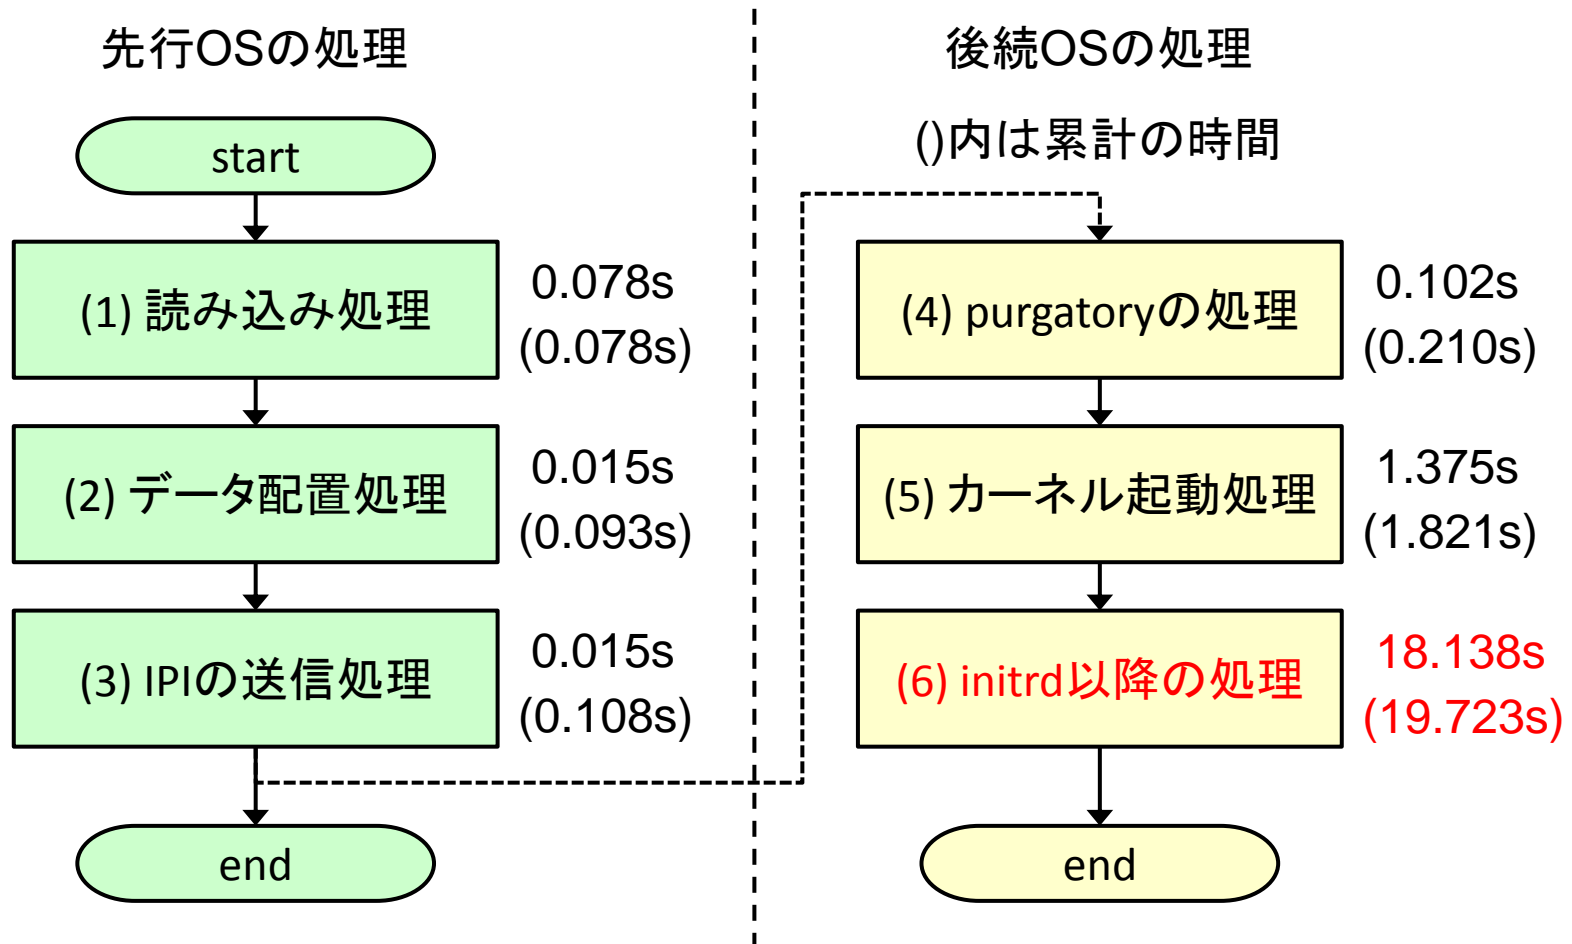 先行OSの処理
start
(1) 読み込み処理
0.078s
(0.078s)
(2) データ配置処理
0.015s
(0.093s)
(3) IPIの送信処理
0.015s
(0.108s)
end
後続OSの処理
()内は累計の時間
(4) purgatoryの処理
0.102s
(0.210s)
(5) カーネル起動処理
1.375s
(1.821s)
(6) initrd以降の処理
18.138s
(19.723s)
end